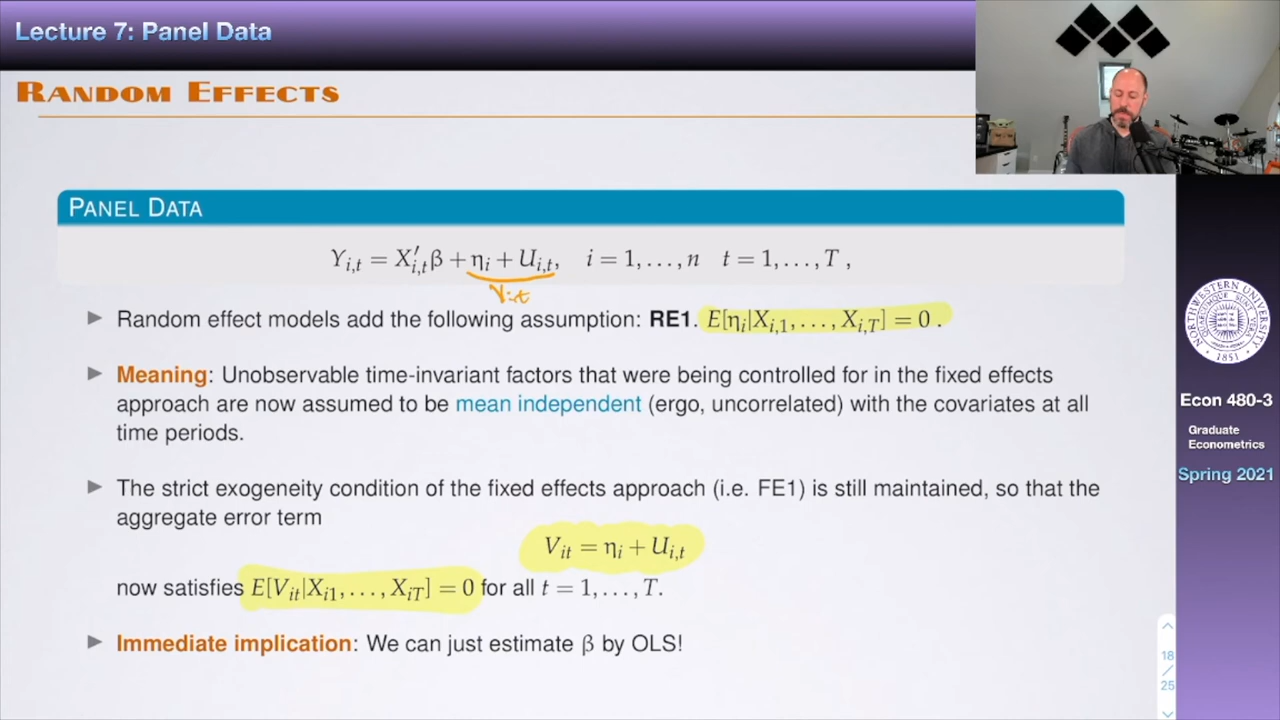 Lecture 7: Panel Data
RANDOM EFFECTS
PANEL DATA
Y_{i,t} = X'_{i,t}β + η_i + U_{i,t}, i = 1, . . . , n t = 1, . . . , T ,
V_{i,t}
▶ Random effect models add the following assumption: RE1. E[η_i|X_{i,1}, . . . , X_{i,T}] = 0 .
▶ Meaning: Unobservable time-invariant factors that were being controlled for in the fixed effects
approach are now assumed to be mean independent (ergo, uncorrelated) with the covariates at all
time periods.
▶ The strict exogeneity condition of the fixed effects approach (i.e. FE1) is still maintained, so that the
aggregate error term
V_{it} = η_i + U_{i,t}
now satisfies E[V_{it}|X_{i1}, . . . , X_{iT}] = 0 for all t = 1, . . . , T.
▶ Immediate implication: We can just estimate β by OLS!
NORTHWESTERN UNIVERSITY
1851
Econ 480-3
Graduate
Econometrics
Spring 2021
18
/
25